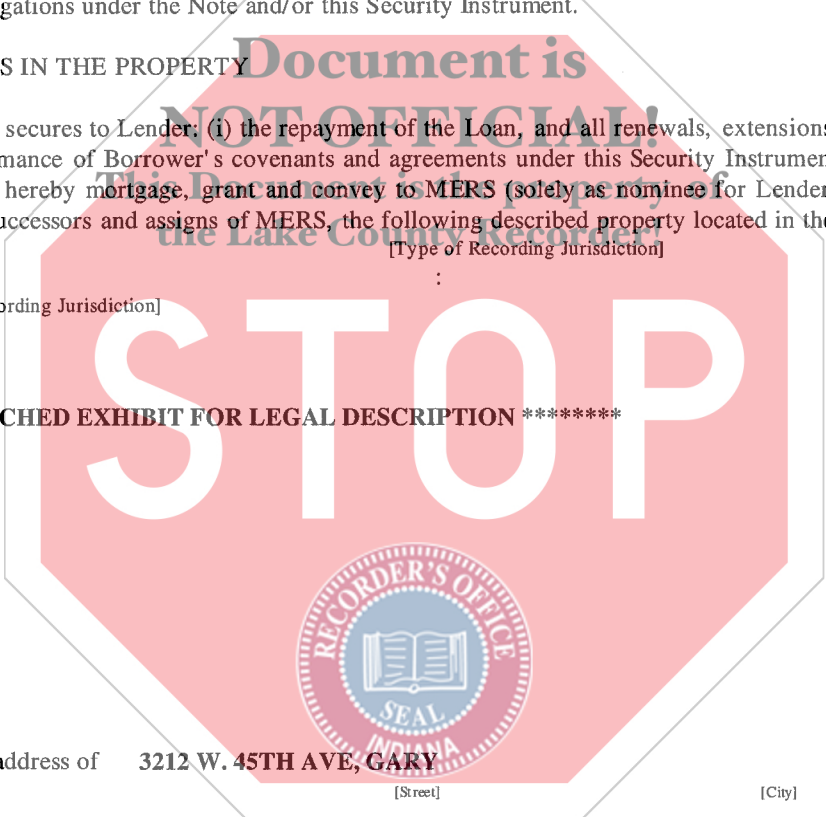 gations under the Note and/or this Security Instrument.
S IN THE PROPERTY
Document is
NOT OFFICIAL!
secures to Lender: (i) the repayment of the Loan, and all renewals, extensions
mance of Borrower's covenants and agreements under this Security Instrumen
This Document is the property of
hereby mortgage, grant and convey to MERS (solely as nominee for Lender
uccessors and assigns of MERS, the following described property located in the
the Lake County Recorder!
[Type of Recording Jurisdiction]
:
ording Jurisdiction]
STOP
CHED EXHIBIT FOR LEGAL DESCRIPTION ********
RECORDER'S OFFICE
SEAL
INDIANA
address of 3212 W. 45TH AVE, GARY
[Street] [City]